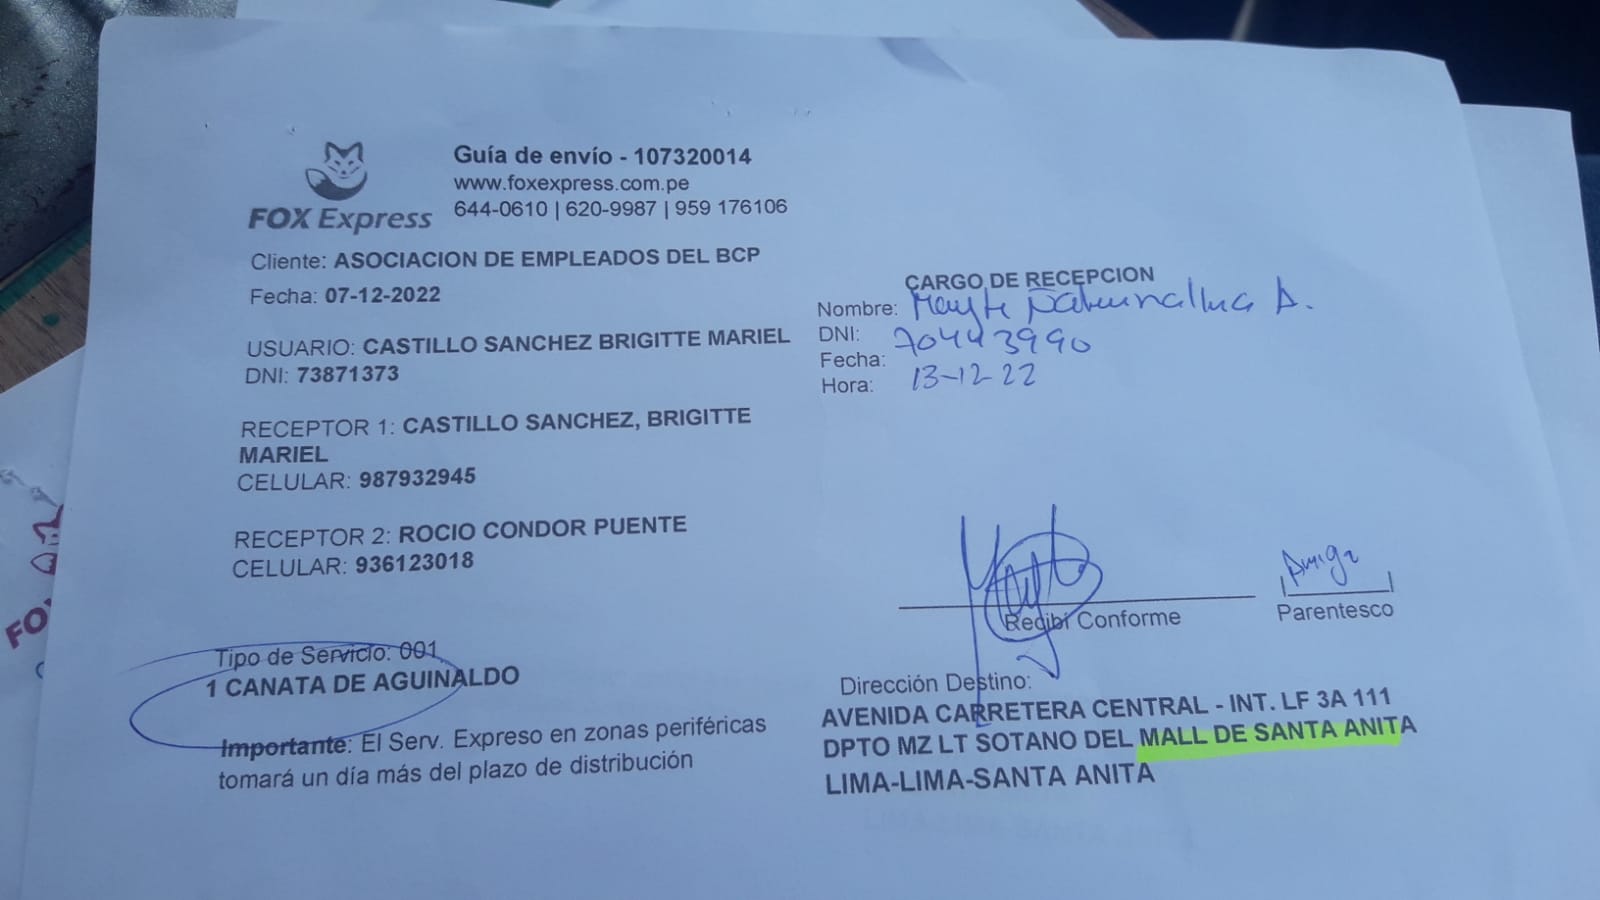 FOX Express
Guía de envío - 107320014
www.foxexpress.com.pe
644-0610 | 620-9987 | 959 176106
Cliente: ASOCIACION DE EMPLEADOS DEL BCP
Fecha: 07-12-2022
USUARIO: CASTILLO SANCHEZ BRIGITTE MARIEL
DNI: 73871373
RECEPTOR 1: CASTILLO SANCHEZ, BRIGITTE
MARIEL
CELULAR: 987932945
RECEPTOR 2: ROCIO CONDOR PUENTE
CELULAR: 936123018
Tipo de Servicio: 001
1 CANATA DE AGUINALDO
Importante: El Serv. Expreso en zonas periféricas
tomará un día más del plazo de distribución
CARGO DE RECEPCION
Nombre: Mayte A.
DNI: 70443990
Fecha: 13-12-22
Hora:
Recibí Conforme
Amiga
Parentesco
Dirección Destino:
AVENIDA CARRETERA CENTRAL - INT. LF 3A 111
DPTO MZ LT SOTANO DEL MALL DE SANTA ANITA
LIMA-LIMA-SANTA ANITA
FOX